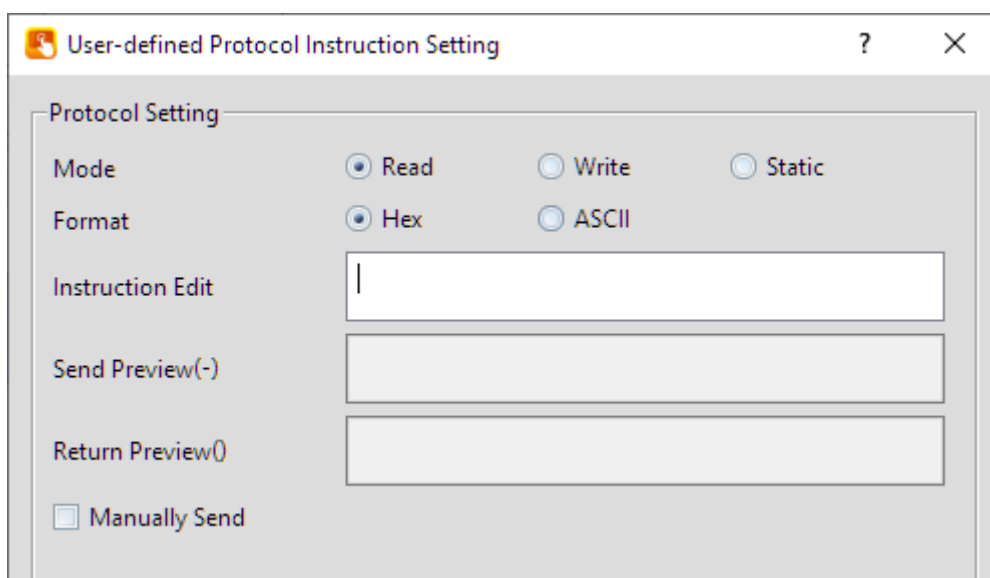 User-defined Protocol Instruction Setting ?
Protocol Setting
Mode Read Write Static
Format Hex ASCII
Instruction Edit
Send Preview(-)
Return Preview()
Manually Send